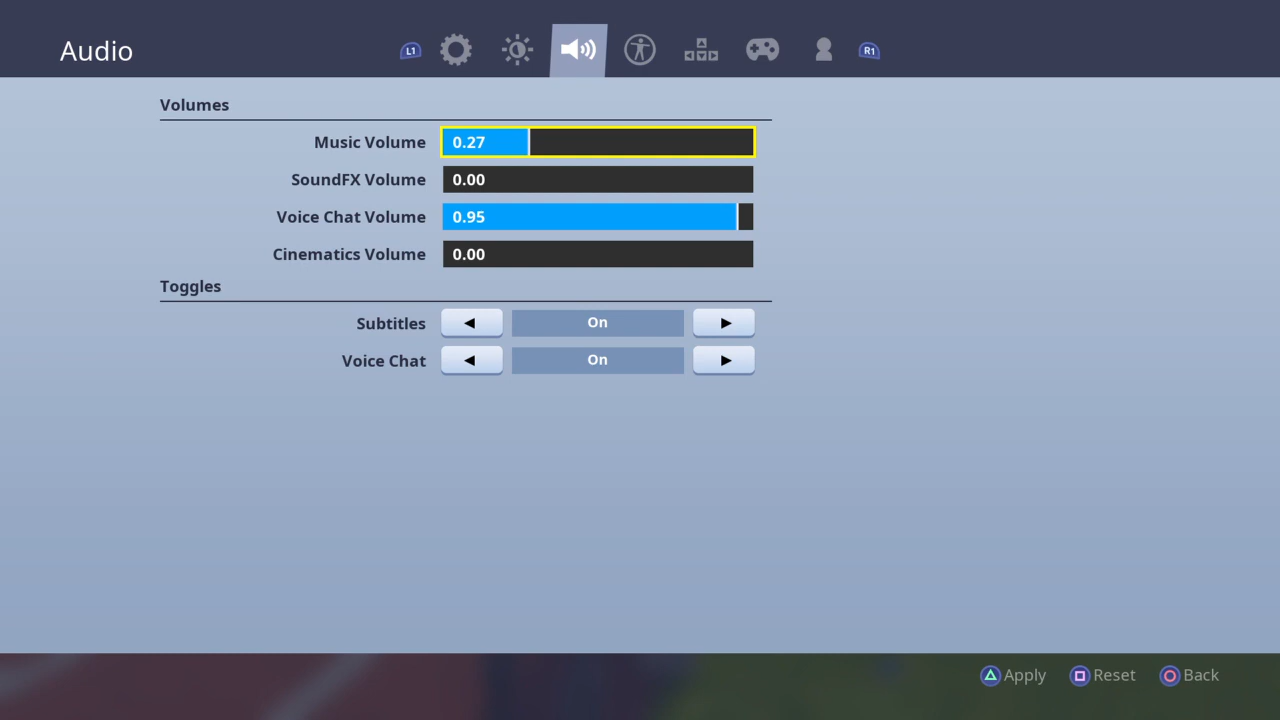 Audio
L1
R1
Volumes
Music Volume 0.27
SoundFX Volume 0.00
Voice Chat Volume 0.95
Cinematics Volume 0.00
Toggles
Subtitles On
Voice Chat On
Apply Reset Back